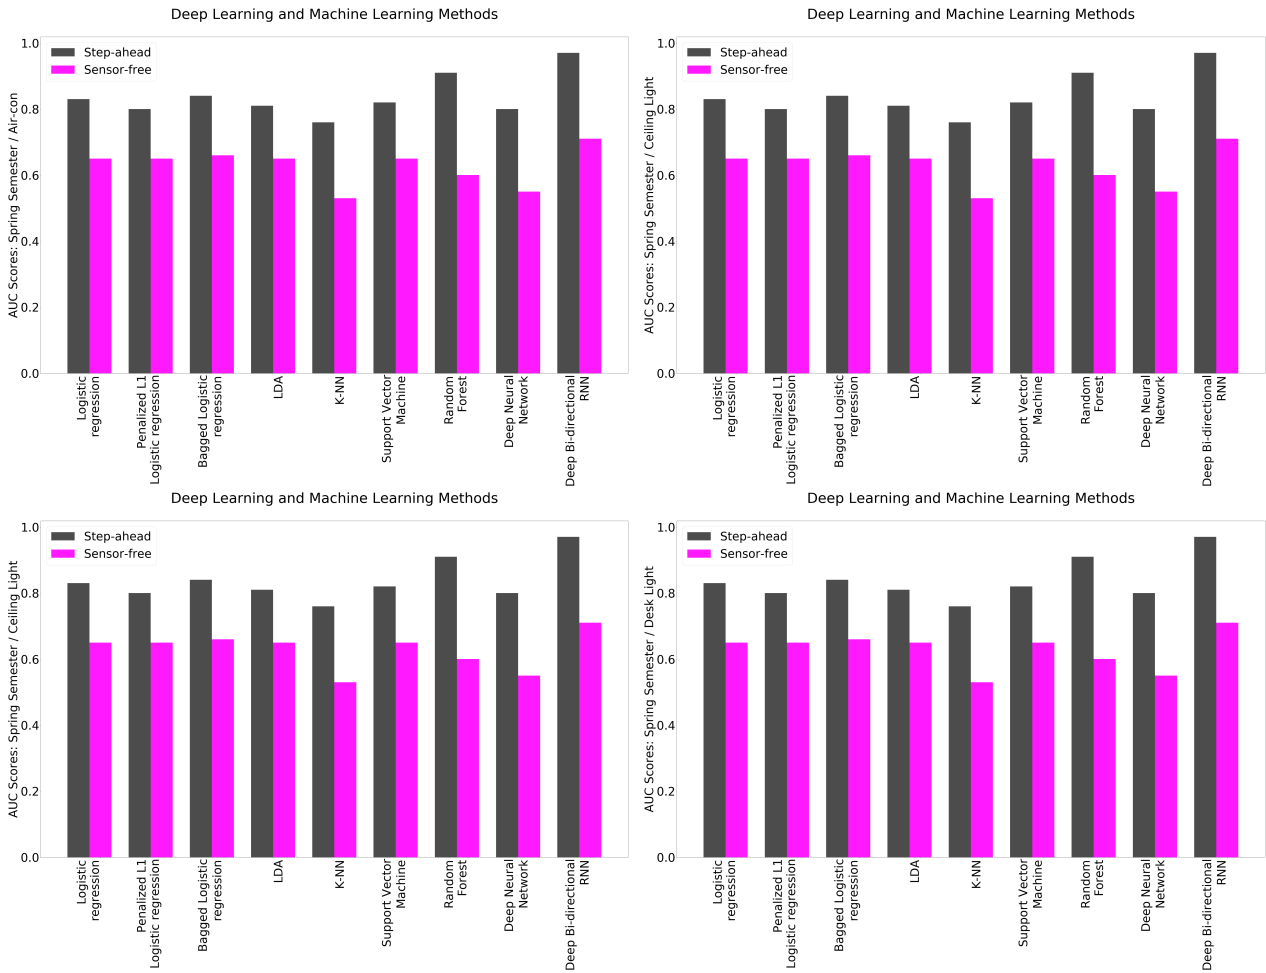 Deep Learning and Machine Learning Methods
AUC Scores: Spring Semester / Air-con
1.0
0.8
0.6
0.4
0.2
0.0
Step-ahead
Sensor-free
Logistic
regression
Penalized L1
Logistic regression
Bagged Logistic
regression
LDA
K-NN
Support Vector
Machine
Random
Forest
Deep Neural
Network
Deep Bi-directional
RNN
Deep Learning and Machine Learning Methods
AUC Scores: Spring Semester / Ceiling Light
1.0
0.8
0.6
0.4
0.2
0.0
Step-ahead
Sensor-free
Logistic
regression
Penalized L1
Logistic regression
Bagged Logistic
regression
LDA
K-NN
Support Vector
Machine
Random
Forest
Deep Neural
Network
Deep Bi-directional
RNN
Deep Learning and Machine Learning Methods
AUC Scores: Spring Semester / Ceiling Light
1.0
0.8
0.6
0.4
0.2
0.0
Step-ahead
Sensor-free
Logistic
regression
Penalized L1
Logistic regression
Bagged Logistic
regression
LDA
K-NN
Support Vector
Machine
Random
Forest
Deep Neural
Network
Deep Bi-directional
RNN
Deep Learning and Machine Learning Methods
AUC Scores: Spring Semester / Desk Light
1.0
0.8
0.6
0.4
0.2
0.0
Step-ahead
Sensor-free
Logistic
regression
Penalized L1
Logistic regression
Bagged Logistic
regression
LDA
K-NN
Support Vector
Machine
Random
Forest
Deep Neural
Network
Deep Bi-directional
RNN